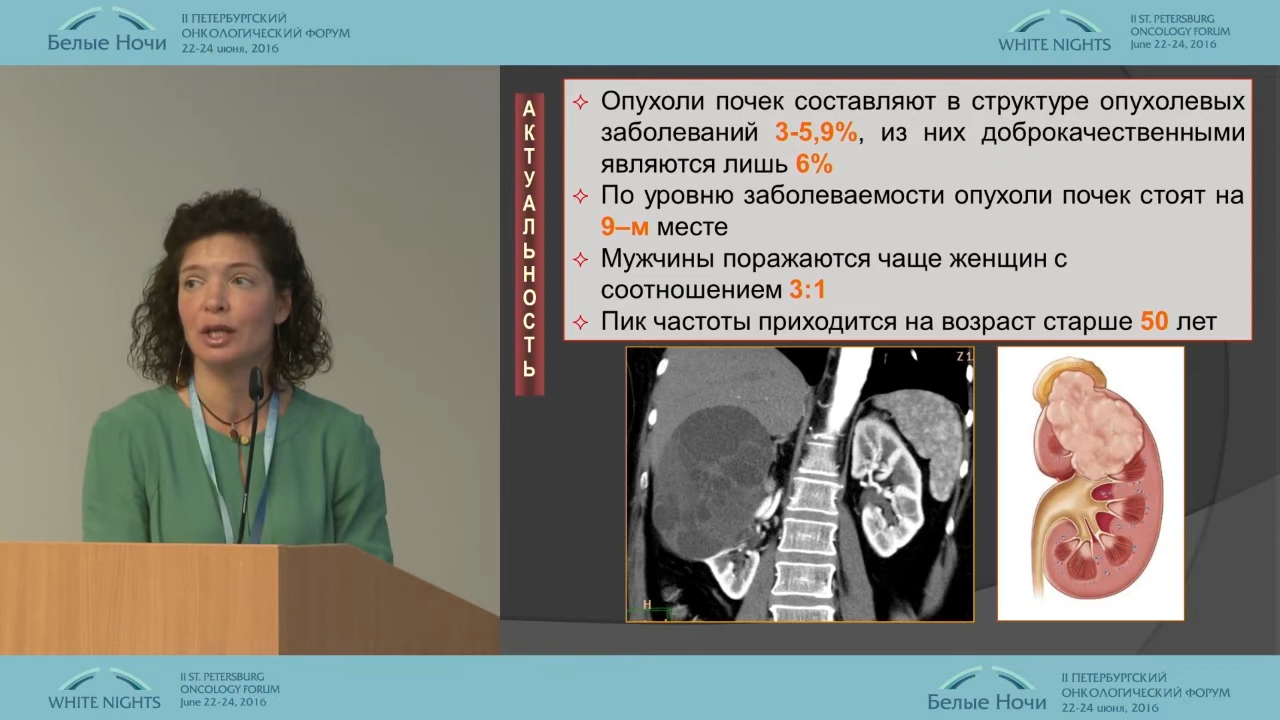 Белые Ночи
II ПЕТЕРБУРГСКИЙ
ОНКОЛОГИЧЕСКИЙ ФОРУМ
22-24 июня, 2016
WHITE NIGHTS
II ST. PETERSBURG
ONCOLOGY FORUM
June 22-24, 2016
АКТУАЛЬНОСТЬ
Опухоли почек составляют в структуре опухолевых
заболеваний 3-5,9%, из них доброкачественными
являются лишь 6%
По уровню заболеваемости опухоли почек стоят на
9–м месте
Мужчины поражаются чаще женщин с
соотношением 3:1
Пик частоты приходится на возраст старше 50 лет
Z1
H
WHITE NIGHTS
II ST. PETERSBURG
ONCOLOGY FORUM
June 22-24, 2016
Белые Ночи
II ПЕТЕРБУРГСКИЙ
ОНКОЛОГИЧЕСКИЙ ФОРУМ
22-24 июня, 2016